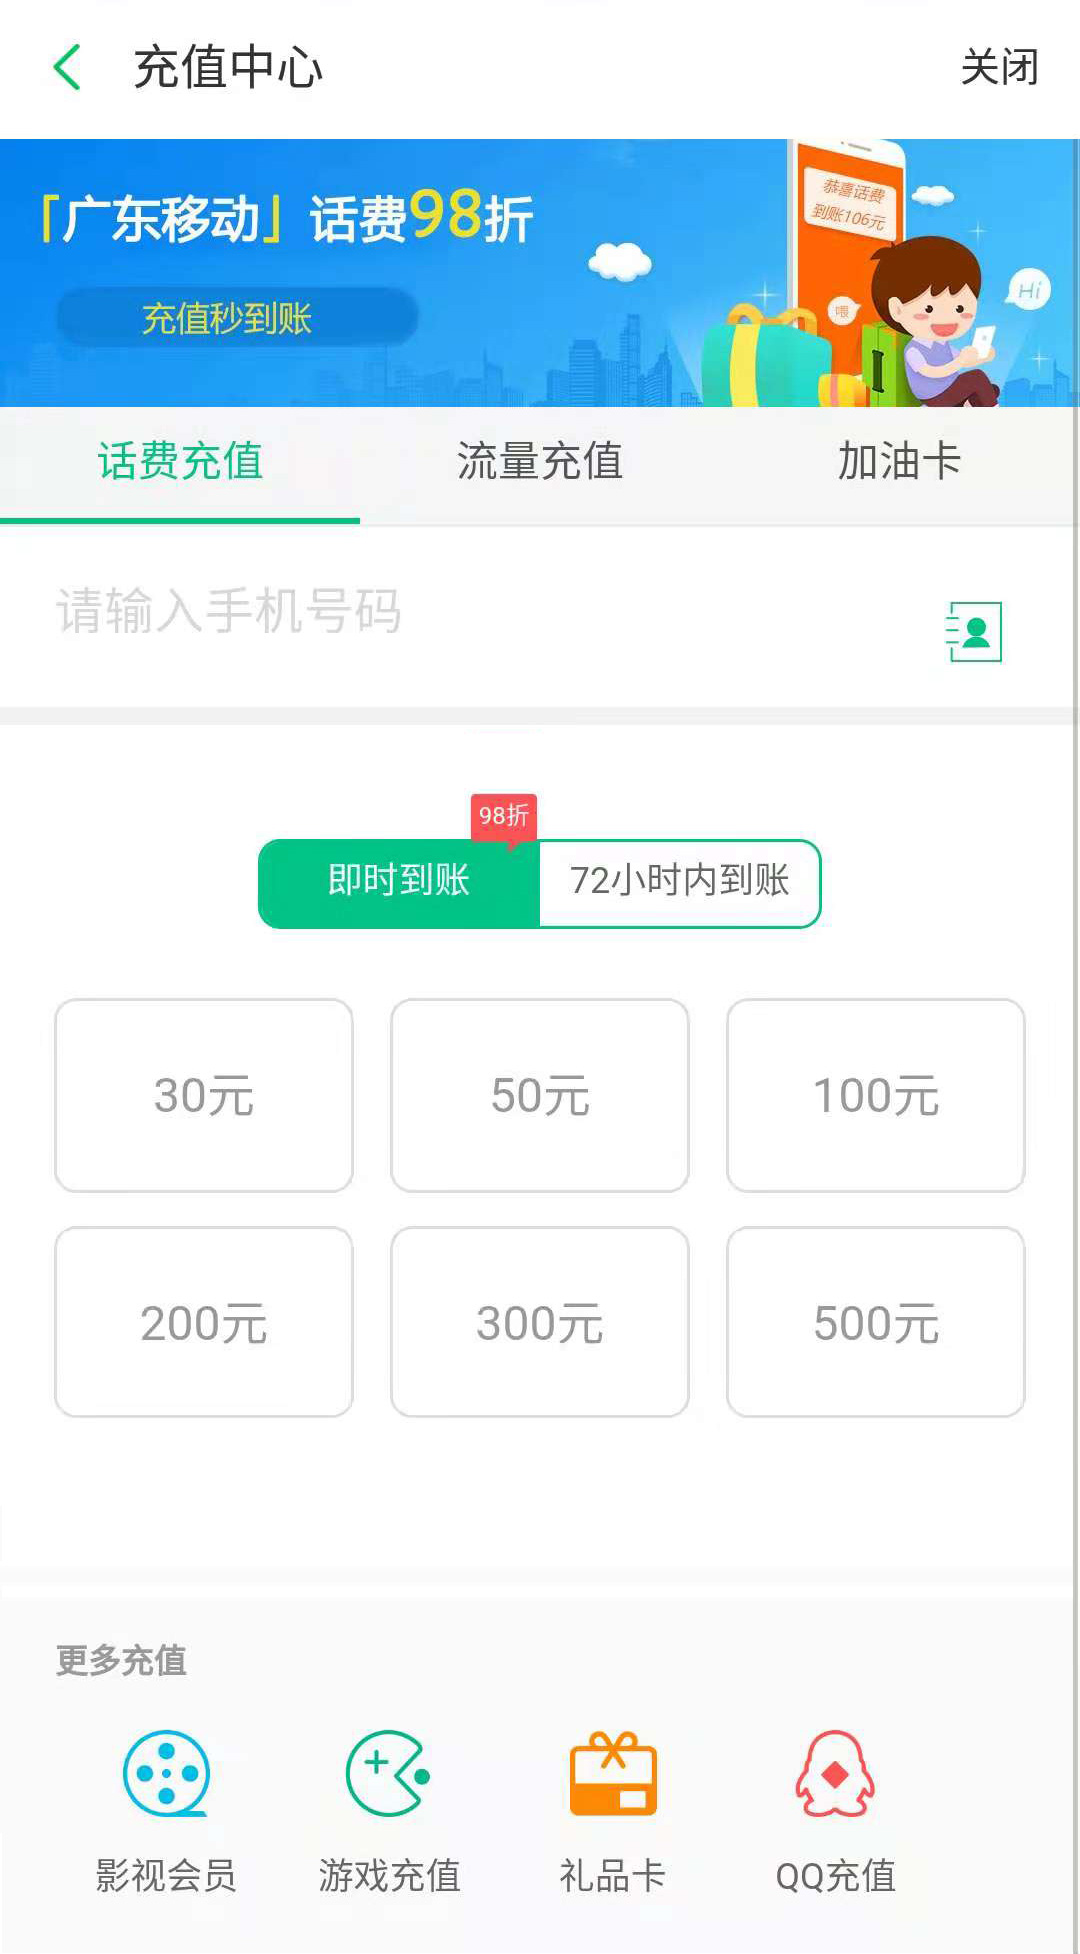 充值中心
关闭
「广东移动」话费98折
充值秒到账
恭喜话费
到账106元
喂
Hi
话费充值
流量充值
加油卡
请输入手机号码
98折
即时到账
72小时内到账
30元
50元
100元
200元
300元
500元
更多充值
影视会员
游戏充值
礼品卡
QQ充值